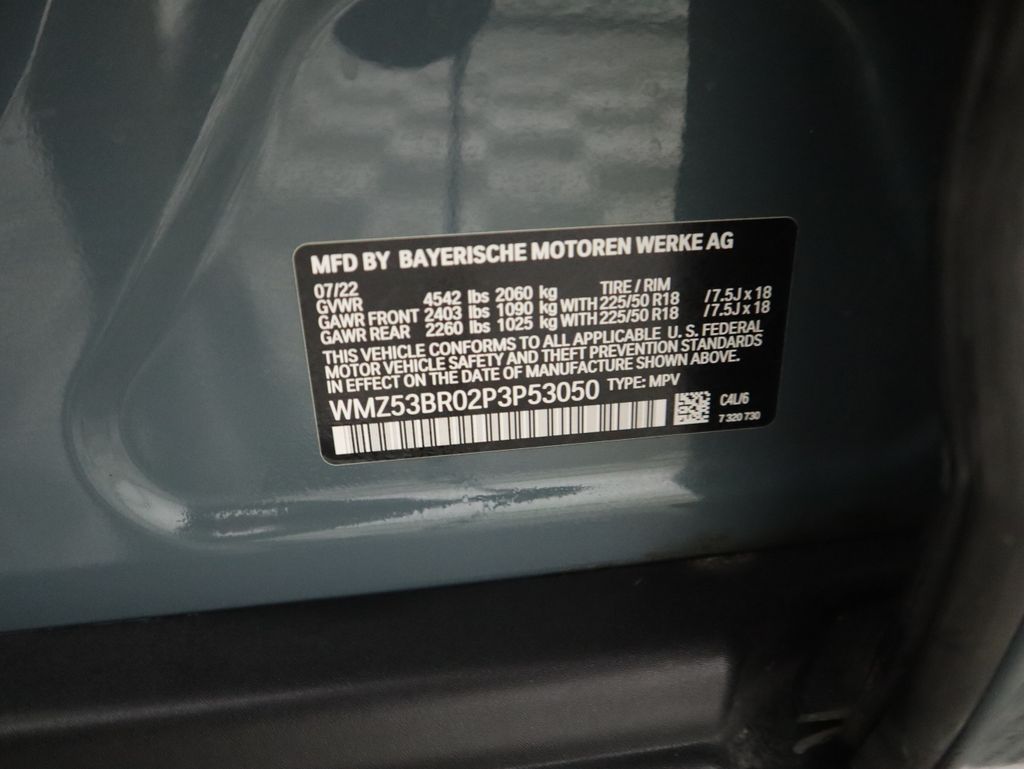 MFD BY BAYERISCHE MOTOREN WERKE AG
07/22 TIRE / RIM
GVWR 4542 lbs 2060 kg
GAWR FRONT 2403 lbs 1090 kg WITH 225/50 R18 /7.5J x 18
GAWR REAR 2260 lbs 1025 kg WITH 225/50 R18 /7.5J x 18
THIS VEHICLE CONFORMS TO ALL APPLICABLE U. S. FEDERAL
MOTOR VEHICLE SAFETY AND THEFT PREVENTION STANDARDS
IN EFFECT ON THE DATE OF MANUFACTURE SHOWN ABOVE.
WMZ53BR02P3P53050 TYPE: MPV
C4L/6
7 320 730